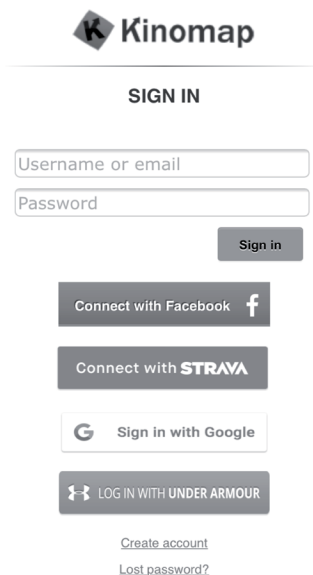 Kinomap
SIGN IN
Username or email
Password
Sign in
Connect with Facebook f
Connect with STRAVA
G Sign in with Google
LOG IN WITH UNDER ARMOUR
Create account
Lost password?